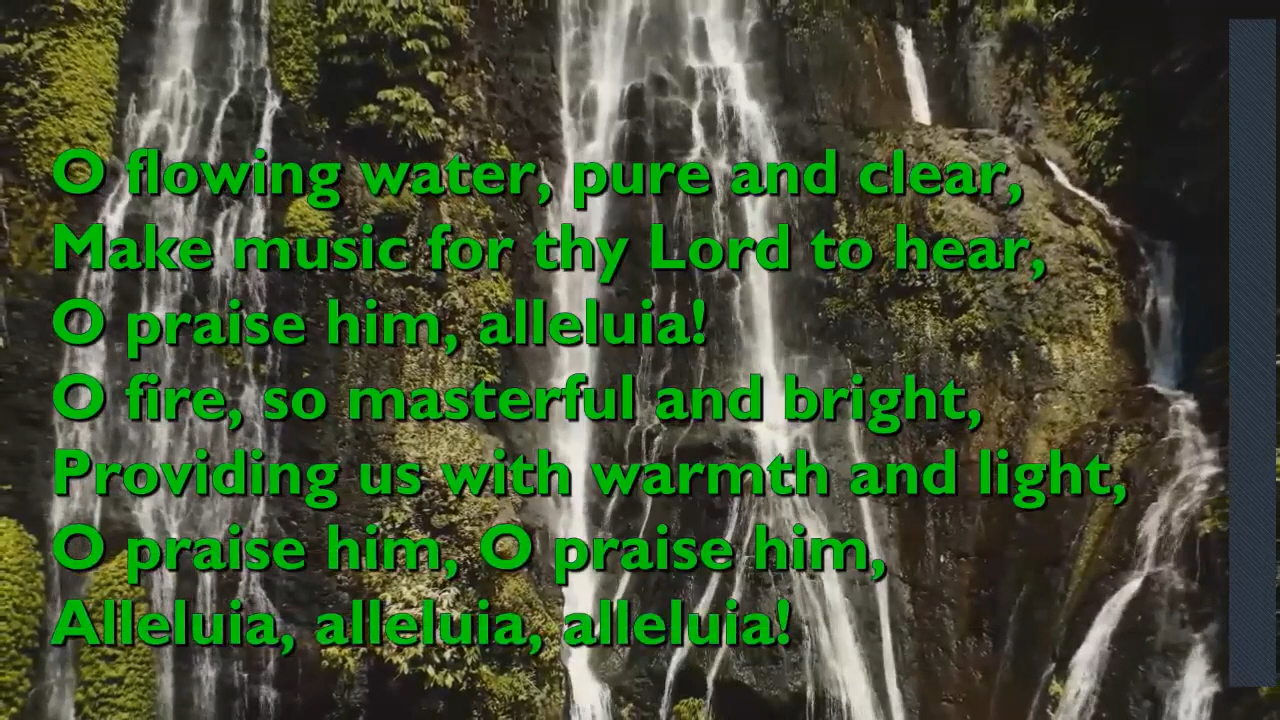 O flowing water, pure and clear,
Make music for thy Lord to hear,
O praise him, alleluia!
O fire, so masterful and bright,
Providing us with warmth and light,
O praise him, O praise him,
Alleluia, alleluia, alleluia!